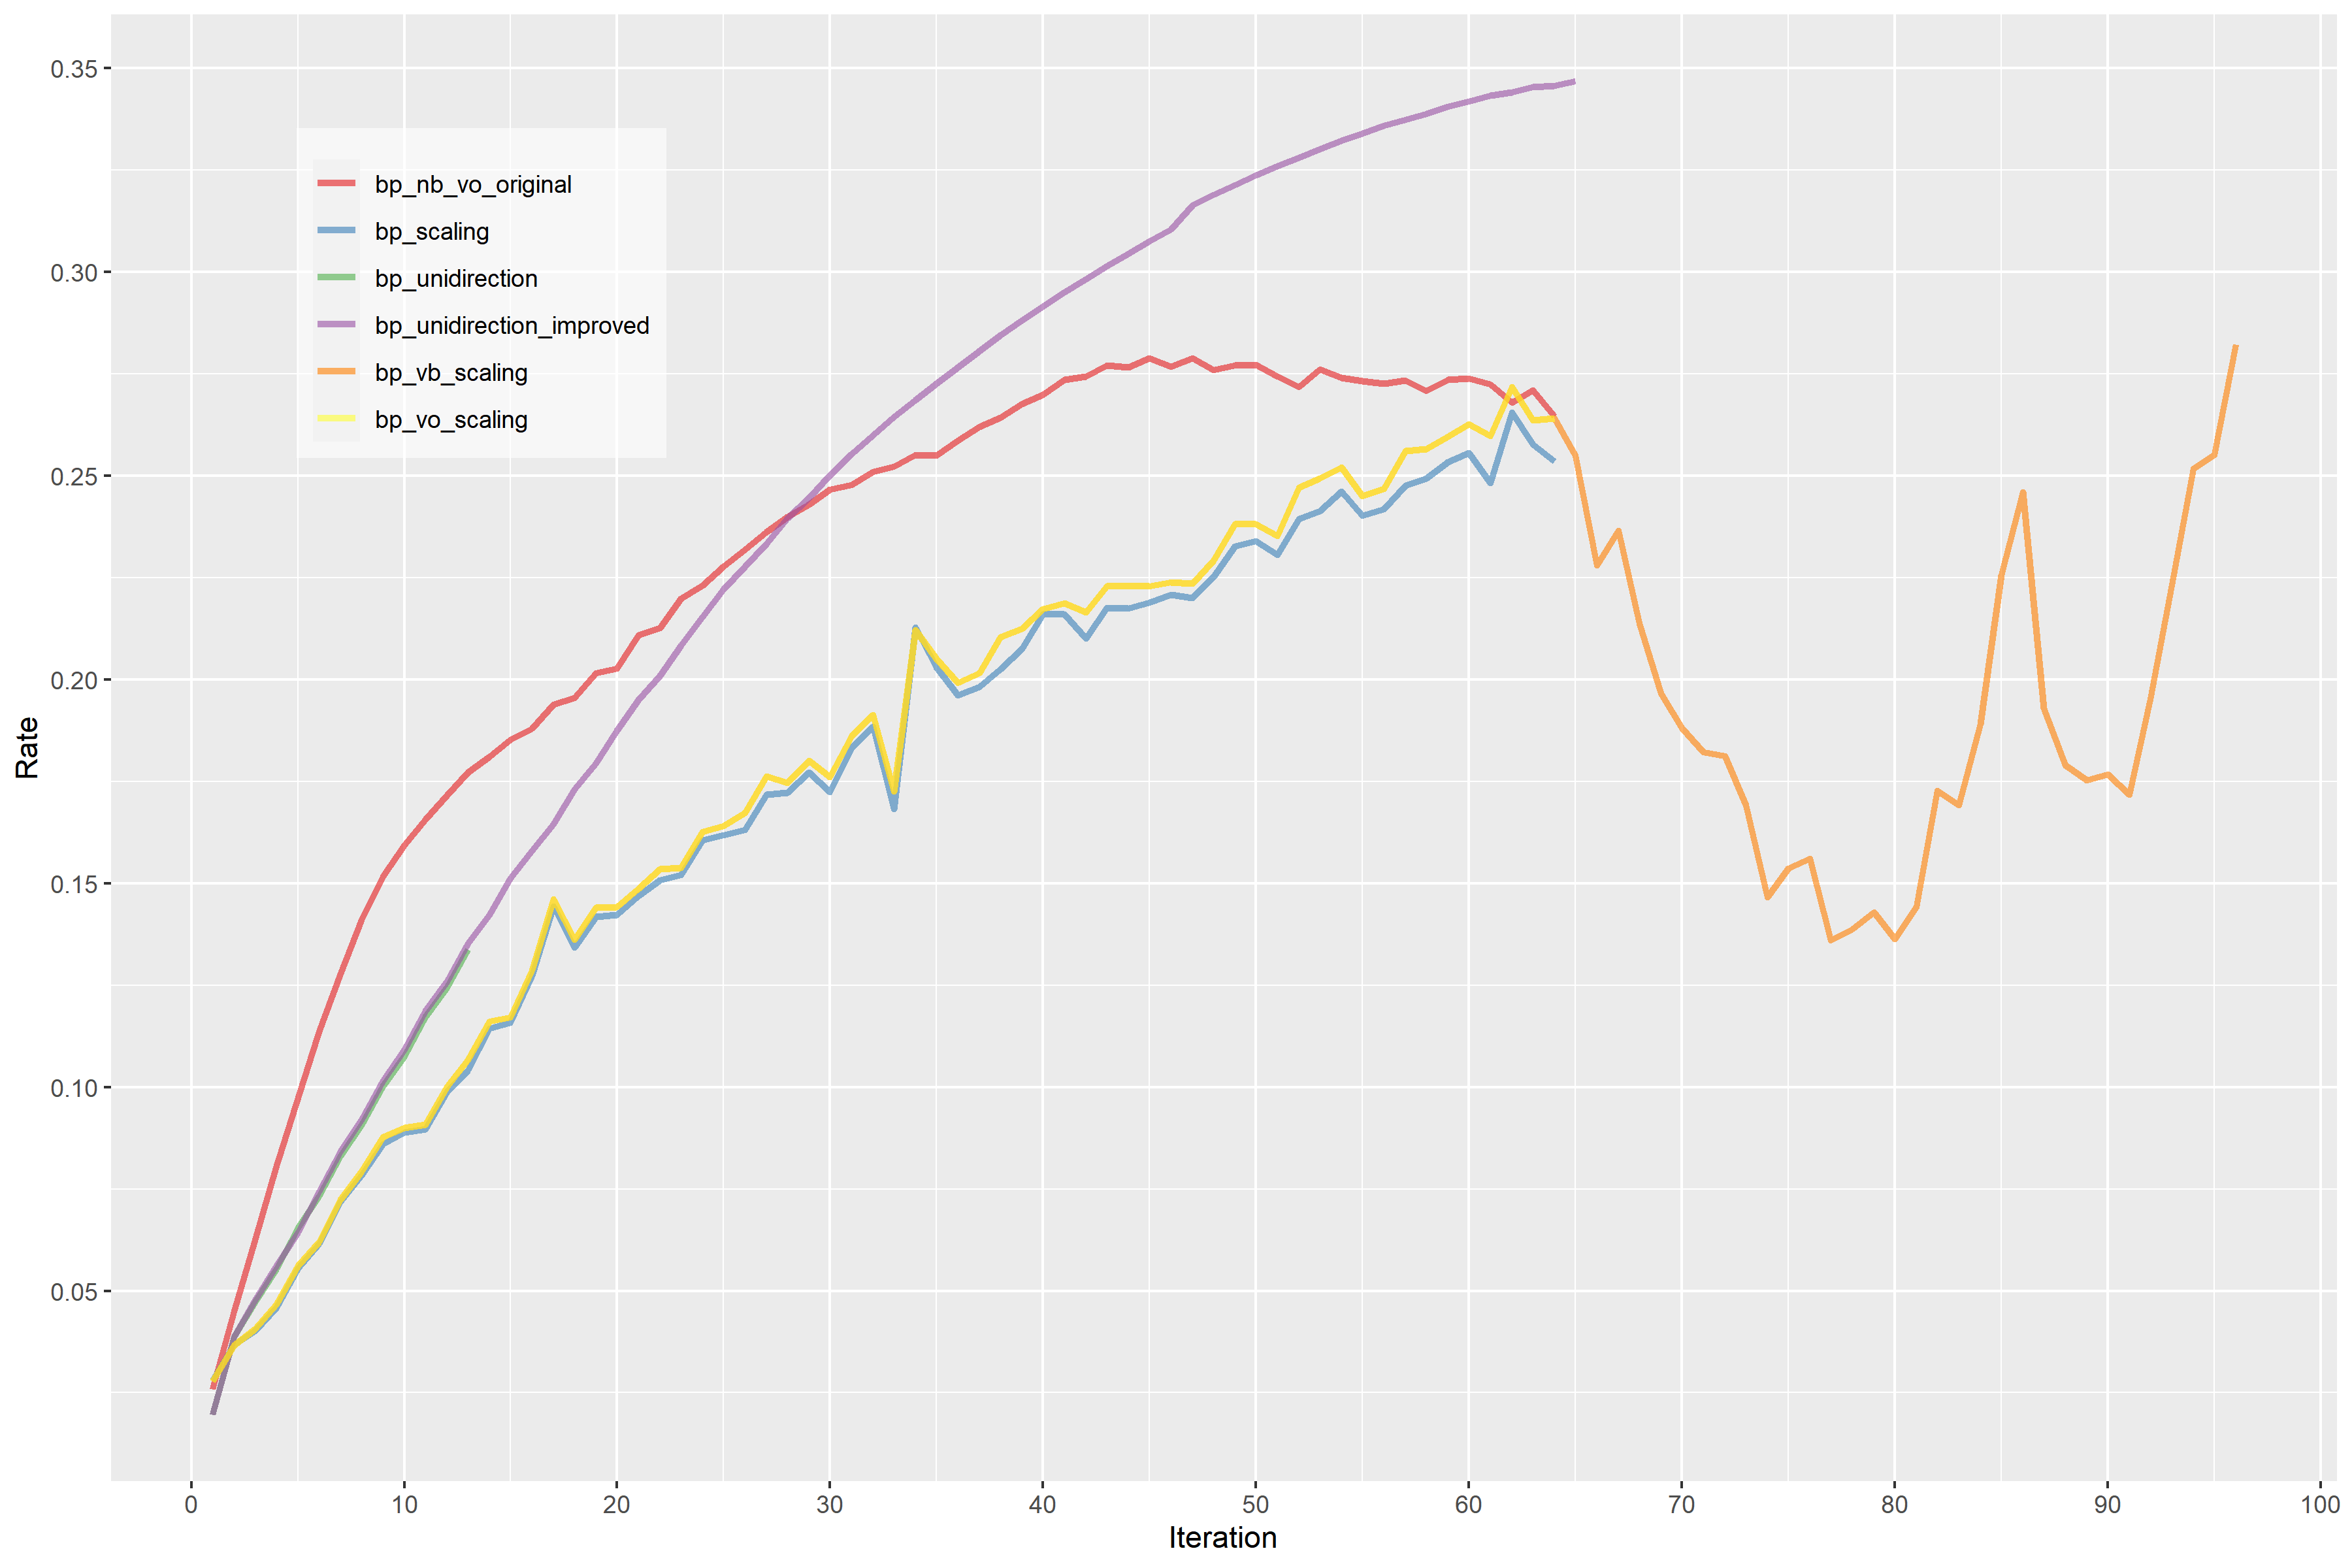 0.35
0.30
0.25
0.20
0.15
0.10
0.05
Rate
bp_nb_vo_original
bp_scaling
bp_unidirection
bp_unidirection_improved
bp_vb_scaling
bp_vo_scaling
0 10 20 30 40 50 60 70 80 90 100
Iteration